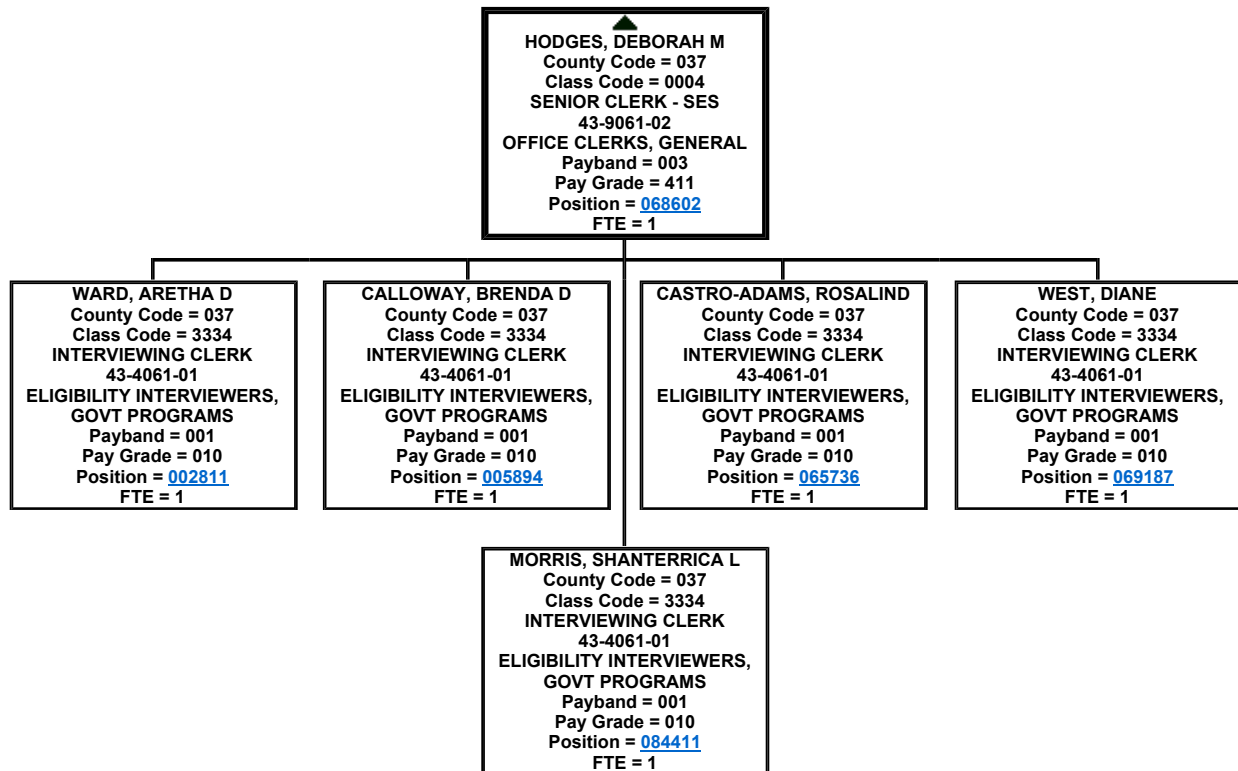 HODGES, DEBORAH M
County Code = 037
Class Code = 0004
SENIOR CLERK - SES
43-9061-02
OFFICE CLERKS, GENERAL
Payband = 003
Pay Grade = 411
Position = 068602
FTE = 1
WARD, ARETHA D
County Code = 037
Class Code = 3334
INTERVIEWING CLERK
43-4061-01
ELIGIBILITY INTERVIEWERS,
GOVT PROGRAMS
Payband = 001
Pay Grade = 010
Position = 002811
FTE = 1
CALLOWAY, BRENDA D
County Code = 037
Class Code = 3334
INTERVIEWING CLERK
43-4061-01
ELIGIBILITY INTERVIEWERS,
GOVT PROGRAMS
Payband = 001
Pay Grade = 010
Position = 005894
FTE = 1
CASTRO-ADAMS, ROSALIND
County Code = 037
Class Code = 3334
INTERVIEWING CLERK
43-4061-01
ELIGIBILITY INTERVIEWERS,
GOVT PROGRAMS
Payband = 001
Pay Grade = 010
Position = 065736
FTE = 1
WEST, DIANE
County Code = 037
Class Code = 3334
INTERVIEWING CLERK
43-4061-01
ELIGIBILITY INTERVIEWERS,
GOVT PROGRAMS
Payband = 001
Pay Grade = 010
Position = 069187
FTE = 1
MORRIS, SHANTERRICA L
County Code = 037
Class Code = 3334
INTERVIEWING CLERK
43-4061-01
ELIGIBILITY INTERVIEWERS,
GOVT PROGRAMS
Payband = 001
Pay Grade = 010
Position = 084411
FTE = 1